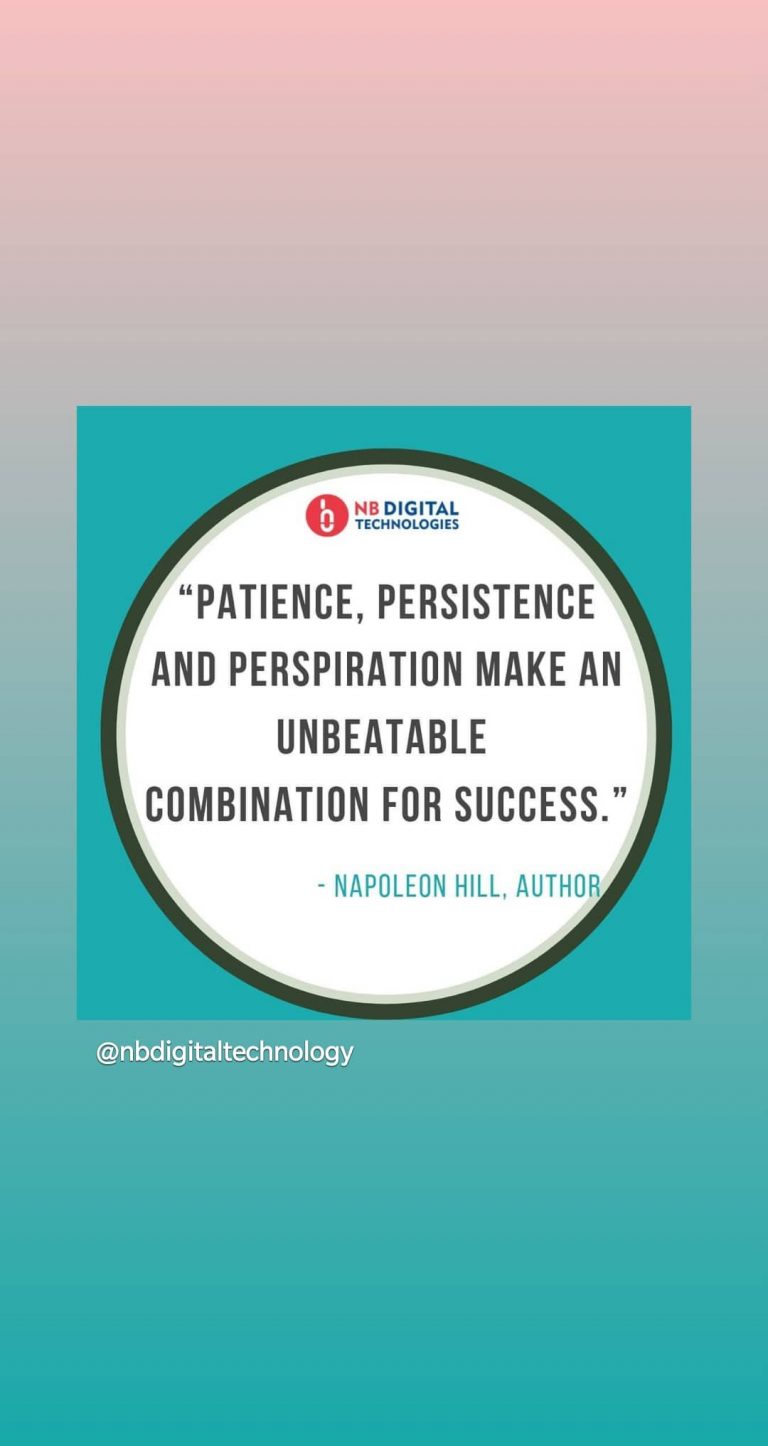 NB DIGITAL
TECHNOLOGIES
“PATIENCE, PERSISTENCE
AND PERSPIRATION MAKE AN
UNBEATABLE
COMBINATION FOR SUCCESS.”
- NAPOLEON HILL, AUTHOR
@nbdigitaltechnology